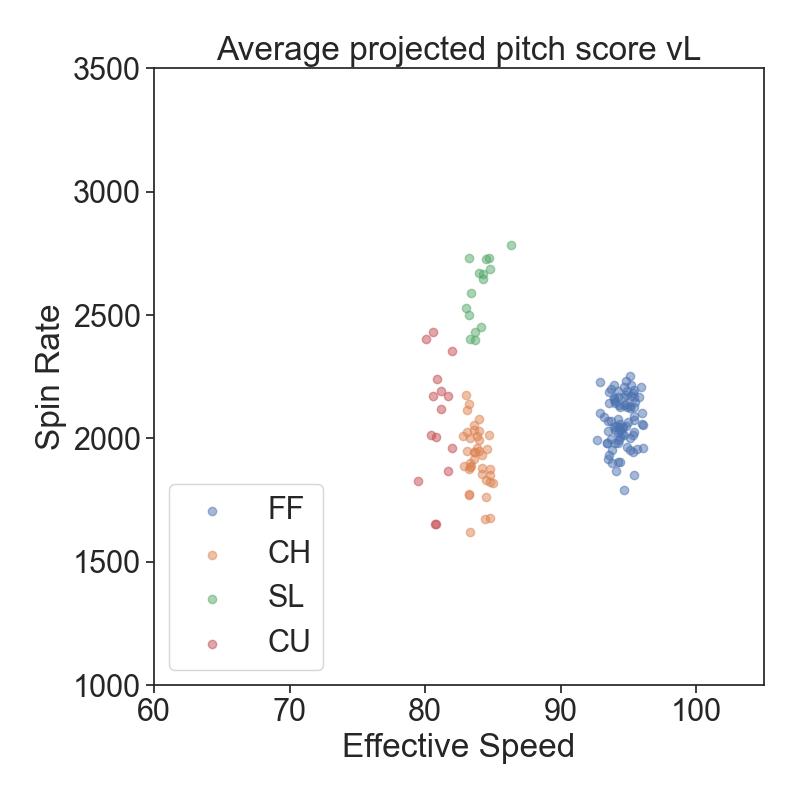 Average projected pitch score vL
3500
3000
2500
2000
1500
1000
Spin Rate
FF
CH
SL
CU
60 70 80 90 100
Effective Speed